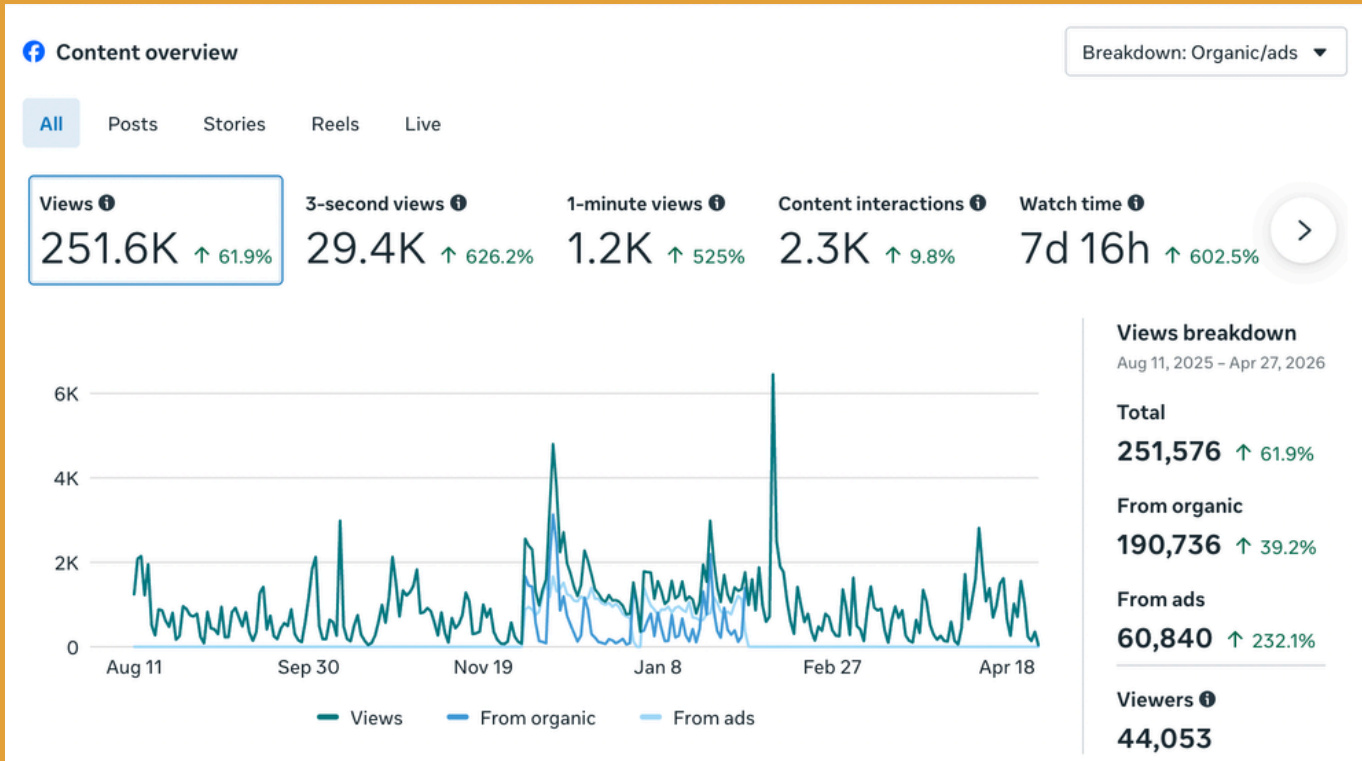 Content overview
Breakdown: Organic/ads
All Posts Stories Reels Live
Views 3-second views 1-minute views Content interactions Watch time
251.6K ↑ 61.9% 29.4K ↑ 626.2% 1.2K ↑ 525% 2.3K ↑ 9.8% 7d 16h ↑ 602.5%
6K
4K
2K
0
Aug 11 Sep 30 Nov 19 Jan 8 Feb 27 Apr 18
Views From organic From ads
Views breakdown
Aug 11, 2025 – Apr 27, 2026
Total
251,576 ↑ 61.9%
From organic
190,736 ↑ 39.2%
From ads
60,840 ↑ 232.1%
Viewers
44,053